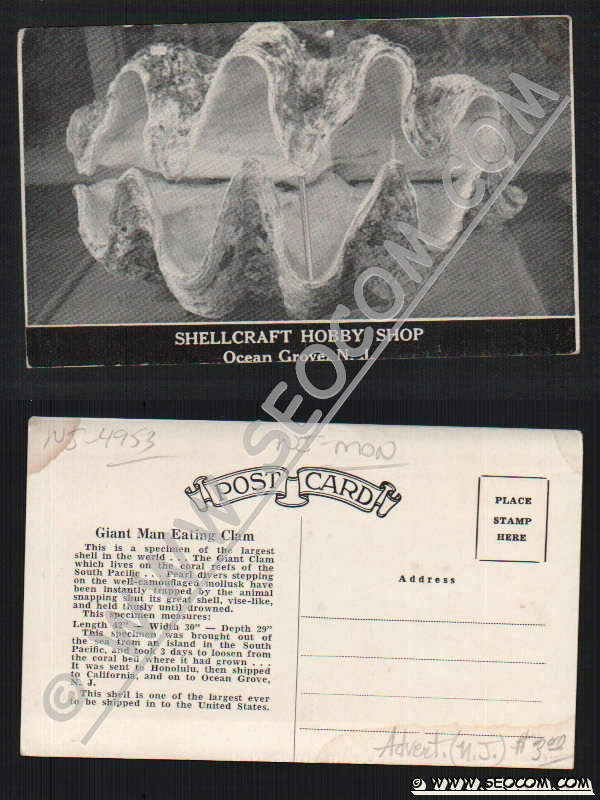 SHELLCRAFT HOBBY SHOP
Ocean Grove, N. J.
© WWW.SEOCOM.COM
NJ-4953
NJ-MON
POST CARD
PLACE
STAMP
HERE
Giant Man Eating Clam
This is a specimen of the largest
shell in the world . . . The Giant Clam
which lives on the coral reefs of the
South Pacific . . . Pearl divers stepping
on the well-camouflaged mollusk have
been instantly trapped by the animal
snapping shut its great shell, vise-like,
and held thusly until drowned.
This specimen measures:
Length 42" — Width 30" — Depth 29"
This specimen was brought out of
the sea from an island in the South
Pacific, and took 3 days to loosen from
the coral bed where it had grown . . .
It was sent to Honolulu, then shipped
to California, and on to Ocean Grove,
N. J.
This shell is one of the largest ever
to be shipped in to the United States.
Address
Advert. (N.J.) $3.00
© WWW.SEOCOM.COM